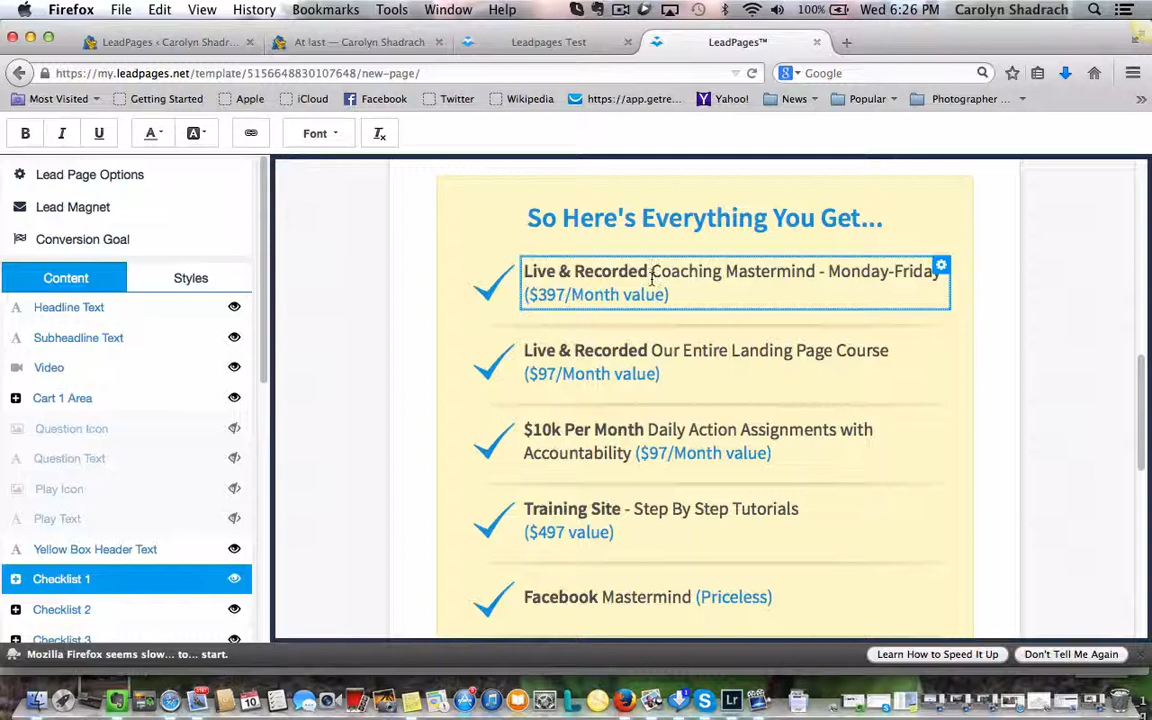 Firefox File Edit View History Bookmarks Tools Window Help 100% Wed 6:26 PM Carolyn Shadrach
LeadPages ‹ Carolyn Shadr... At last — Carolyn Shadrach Leadpages Test LeadPages™
https://my.leadpages.net/template/5156648830107648/new-page/ Google
Most Visited Getting Started Apple iCloud Facebook Twitter Wikipedia https://app.getre... Yahoo! News Popular Photographer
B I U A A Font Tx
Lead Page Options
Lead Magnet
Conversion Goal
Content Styles
Headline Text
Subheadline Text
Video
Cart 1 Area
Question Icon
Question Text
Play Icon
Play Text
Yellow Box Header Text
Checklist 1
Checklist 2
Checklist 3
So Here's Everything You Get...
Live & Recorded Coaching Mastermind - Monday-Friday
($397/Month value)
Live & Recorded Our Entire Landing Page Course
($97/Month value)
$10k Per Month Daily Action Assignments with
Accountability ($97/Month value)
Training Site - Step By Step Tutorials
($497 value)
Facebook Mastermind (Priceless)
Mozilla Firefox seems slow... to... start. Learn How to Speed It Up Don't Tell Me Again